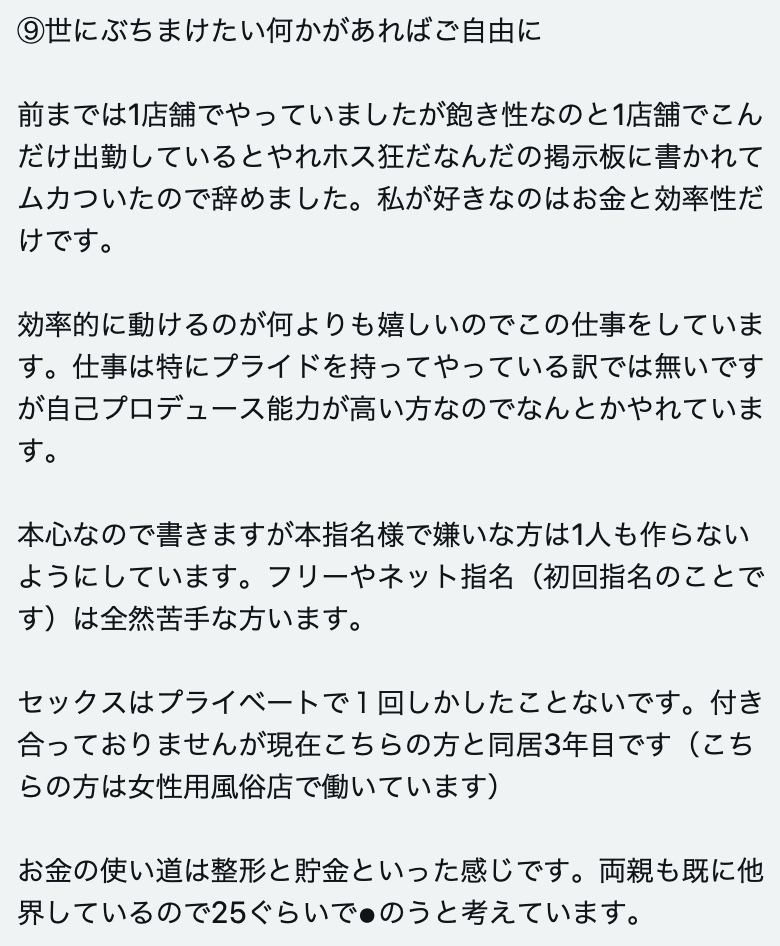 ⑨世にぶちまけたい何かがあればご自由に
前までは1店舗でやっていましたが飽き性なのと1店舗でこん
だけ出勤しているとやれホス狂だなんだの掲示板に書かれて
ムカついたので辞めました。私が好きなのはお金と効率性だ
けです。
効率的に動けるのが何よりも嬉しいのでこの仕事をしていま
す。仕事は特にプライドを持ってやっている訳では無いです
が自己プロデュース能力が高い方なのでなんとかやれていま
す。
本心なので書きますが本指名様で嫌いな方は1人も作らない
ようにしています。フリーやネット指名（初回指名のことで
す）は全然苦手な方います。
セックスはプライベートで１回しかしたことないです。付き
合っておりませんが現在こちらの方と同居3年目です（こち
らの方は女性用風俗店で働いています）
お金の使い道は整形と貯金といった感じです。両親も既に他
界しているので25ぐらいで●のうと考えています。